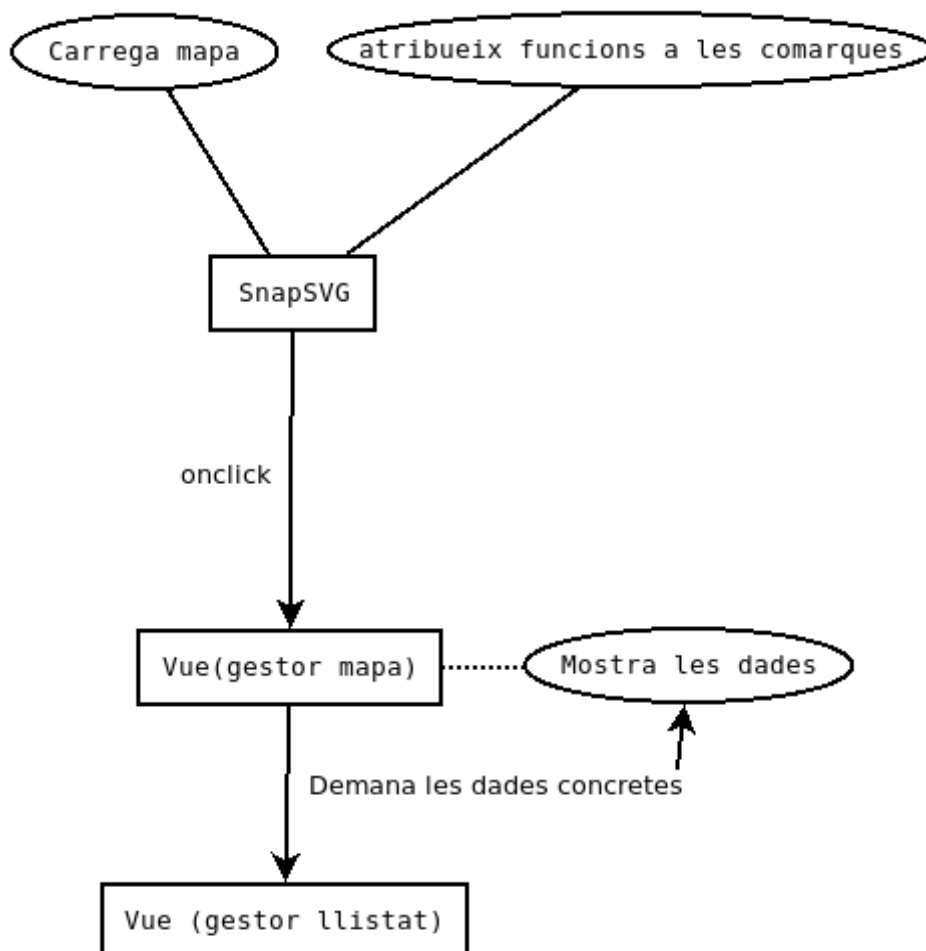 Carrega mapa
atribueix funcions a les comarques
SnapSVG
onclick
Vue(gestor mapa)
Mostra les dades
Demana les dades concretes
Vue (gestor llistat)